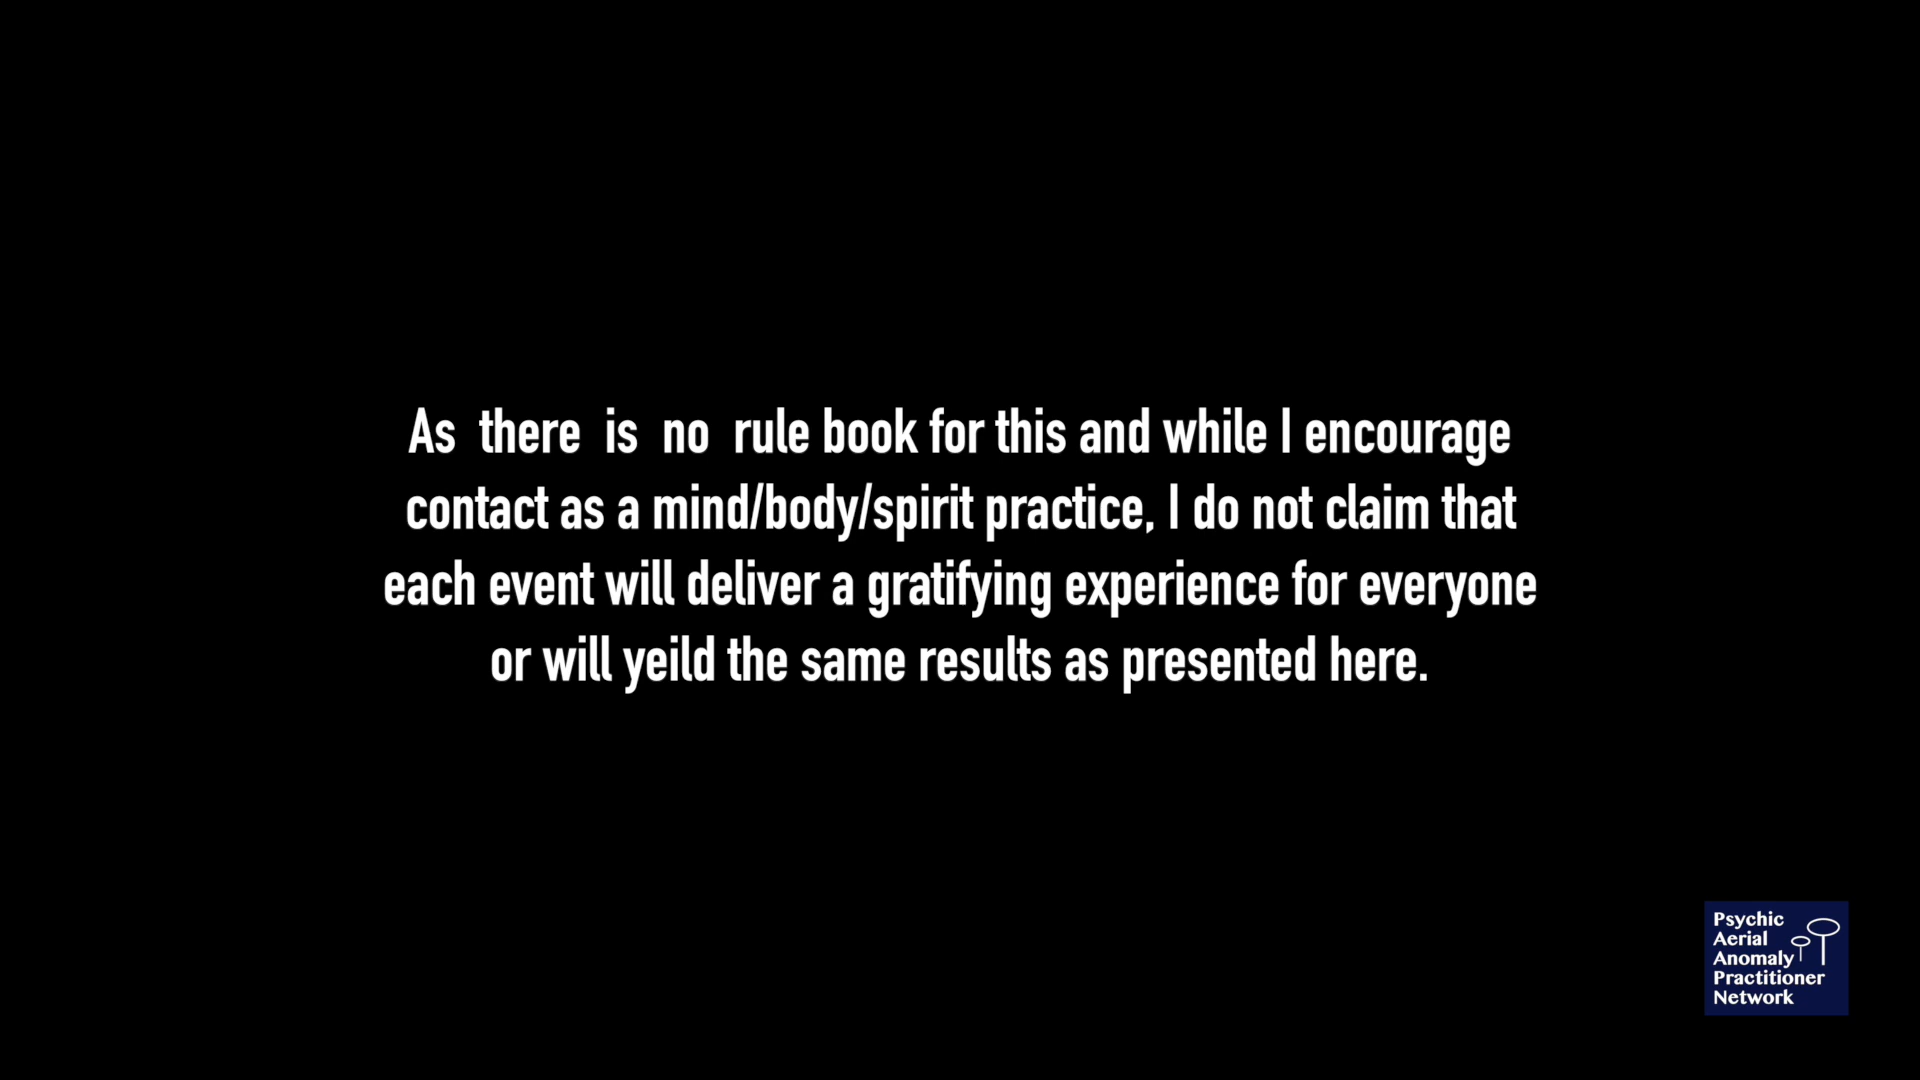 As there is no rule book for this and while I encourage
contact as a mind/body/spirit practice, I do not claim that
each event will deliver a gratifying experience for everyone
or will yeild the same results as presented here.
Psychic
Aerial
Anomaly
Practitioner
Network